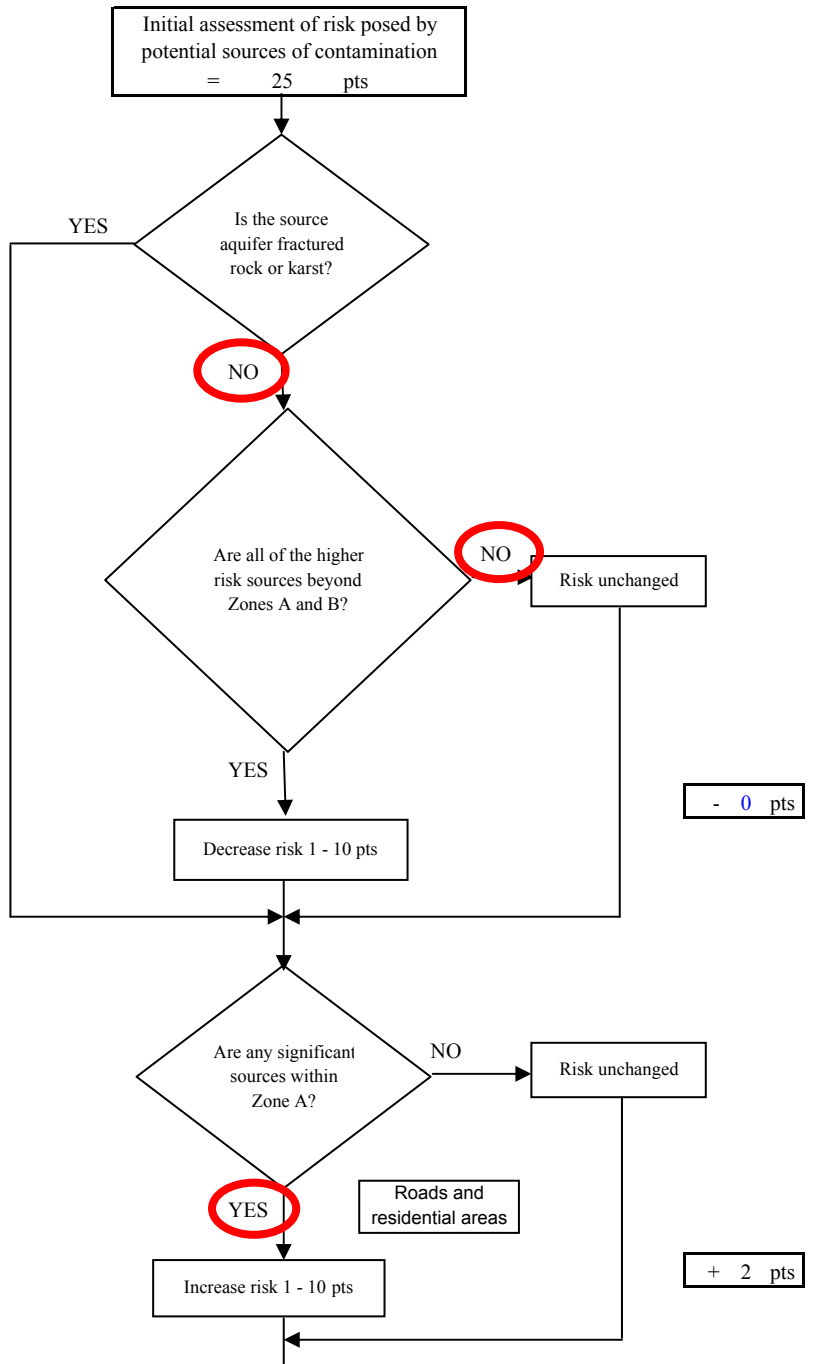 Initial assessment of risk posed by
potential sources of contamination
= 25 pts
YES
Is the source
aquifer fractured
rock or karst?
NO
Are all of the higher
risk sources beyond
Zones A and B?
NO
Risk unchanged
YES
- 0 pts
Decrease risk 1 - 10 pts
Are any significant
sources within
Zone A?
NO
Risk unchanged
YES
Roads and
residential areas
Increase risk 1 - 10 pts
+ 2 pts